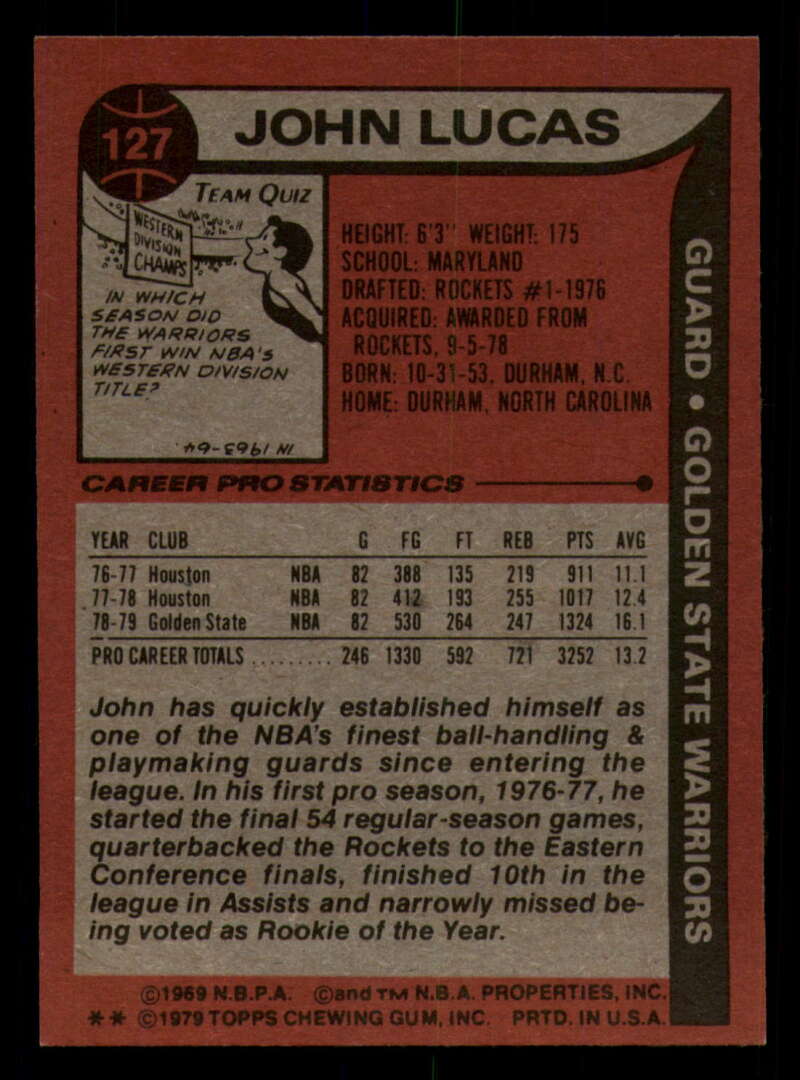 127
JOHN LUCAS
TEAM QUIZ
WESTERN
DIVISION
CHAMPS
IN WHICH
SEASON DID
THE WARRIORS
FIRST WIN NBA'S
WESTERN DIVISION
TITLE?
IN 1963-64.
HEIGHT: 6'3" WEIGHT: 175
SCHOOL: MARYLAND
DRAFTED: ROCKETS #1-1976
ACQUIRED: AWARDED FROM
ROCKETS, 9-5-78
BORN: 10-31-53, DURHAM, N.C.
HOME: DURHAM, NORTH CAROLINA
GUARD • GOLDEN STATE WARRIORS
CAREER PRO STATISTICS
YEAR CLUB G FG FT REB PTS AVG
76-77 Houston NBA 82 388 135 219 911 11.1
77-78 Houston NBA 82 412 193 255 1017 12.4
78-79 Golden State NBA 82 530 264 247 1324 16.1
PRO CAREER TOTALS ......... 246 1330 592 721 3252 13.2
John has quickly established himself as
one of the NBA's finest ball-handling &
playmaking guards since entering the
league. In his first pro season, 1976-77, he
started the final 54 regular-season games,
quarterbacked the Rockets to the Eastern
Conference finals, finished 10th in the
league in Assists and narrowly missed be-
ing voted as Rookie of the Year.
©1969 N.B.P.A. ©and TM N.B.A. PROPERTIES, INC.
** ©1979 TOPPS CHEWING GUM, INC. PRTD. IN U.S.A.